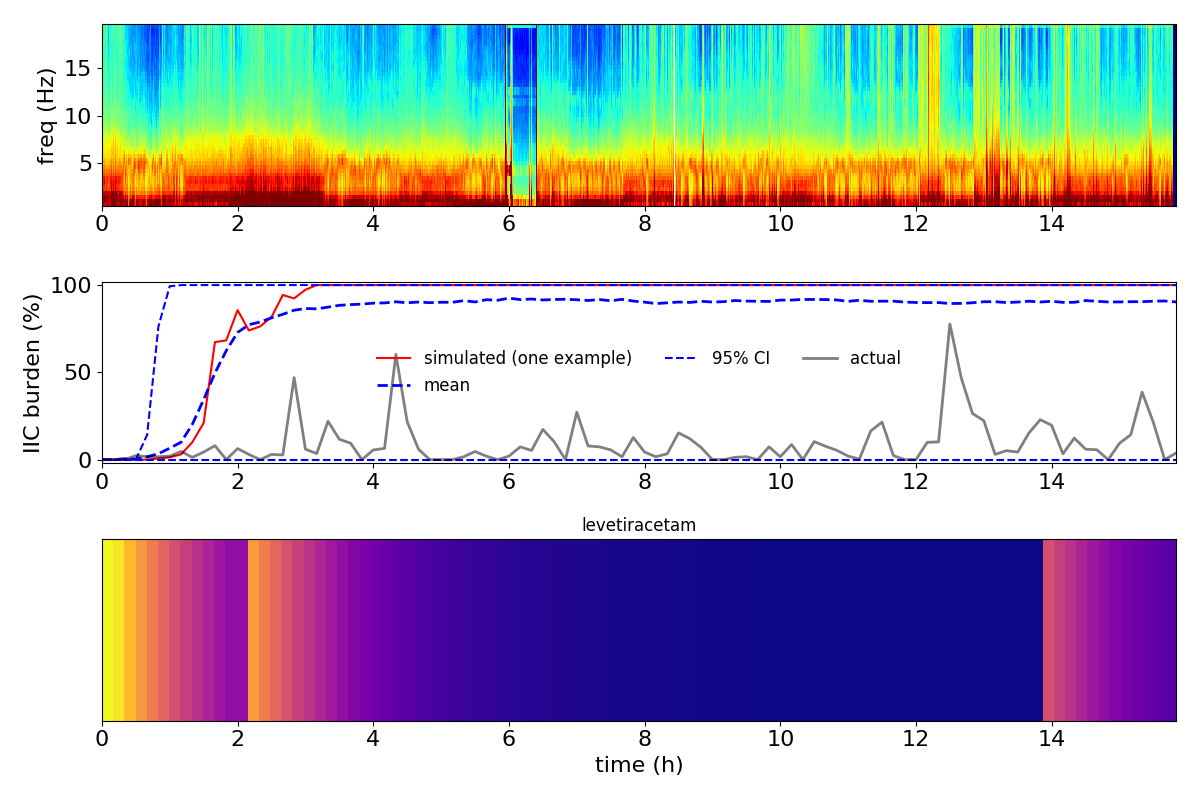 freq (Hz)
15
10
5
0 2 4 6 8 10 12 14
IIC burden (%)
100
50
0
simulated (one example) 95% CI actual
mean
0 2 4 6 8 10 12 14
levetiracetam
0 2 4 6 8 10 12 14
time (h)